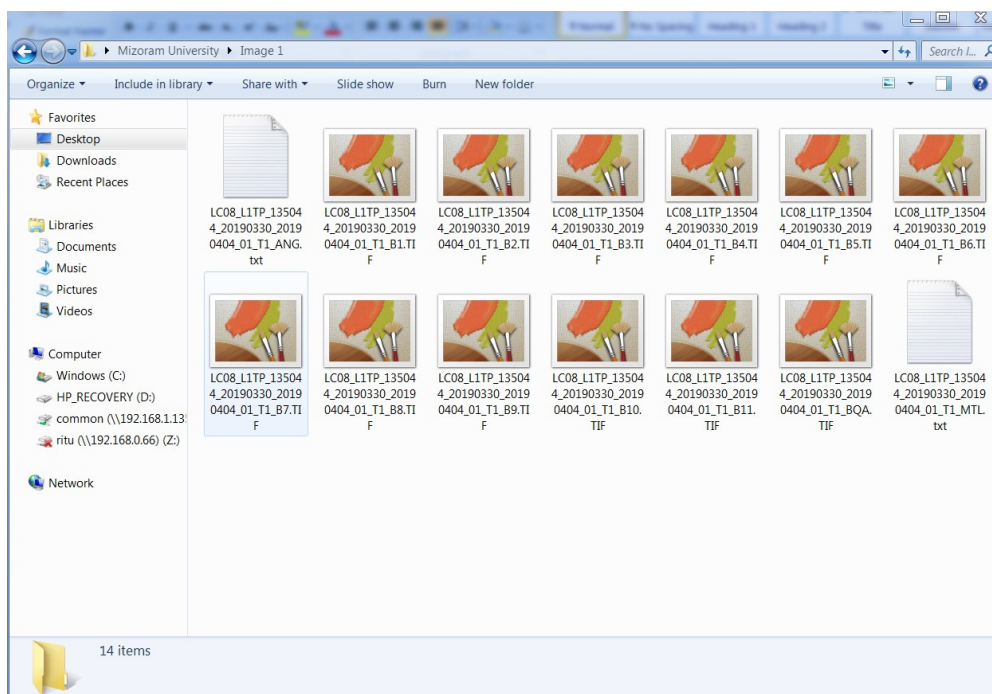 Mizoram University Image 1
Search I...
Organize Include in library Share with Slide show Burn New folder
Favorites
Desktop
Downloads
Recent Places
Libraries
Documents
Music
Pictures
Videos
Computer
Windows (C:)
HP_RECOVERY (D:)
common (\\192.168.1.13
ritu (\\192.168.0.66) (Z:)
Network
LC08_L1TP_13504
4_20190330_2019
0404_01_T1_ANG.
txt
LC08_L1TP_13504
4_20190330_2019
0404_01_T1_B1.TI
F
LC08_L1TP_13504
4_20190330_2019
0404_01_T1_B2.TI
F
LC08_L1TP_13504
4_20190330_2019
0404_01_T1_B3.TI
F
LC08_L1TP_13504
4_20190330_2019
0404_01_T1_B4.TI
F
LC08_L1TP_13504
4_20190330_2019
0404_01_T1_B5.TI
F
LC08_L1TP_13504
4_20190330_2019
0404_01_T1_B6.TI
F
LC08_L1TP_13504
4_20190330_2019
0404_01_T1_B7.TI
F
LC08_L1TP_13504
4_20190330_2019
0404_01_T1_B8.TI
F
LC08_L1TP_13504
4_20190330_2019
0404_01_T1_B9.TI
F
LC08_L1TP_13504
4_20190330_2019
0404_01_T1_B10.
TIF
LC08_L1TP_13504
4_20190330_2019
0404_01_T1_B11.
TIF
LC08_L1TP_13504
4_20190330_2019
0404_01_T1_BQA.
TIF
LC08_L1TP_13504
4_20190330_2019
0404_01_T1_MTL.
txt
14 items